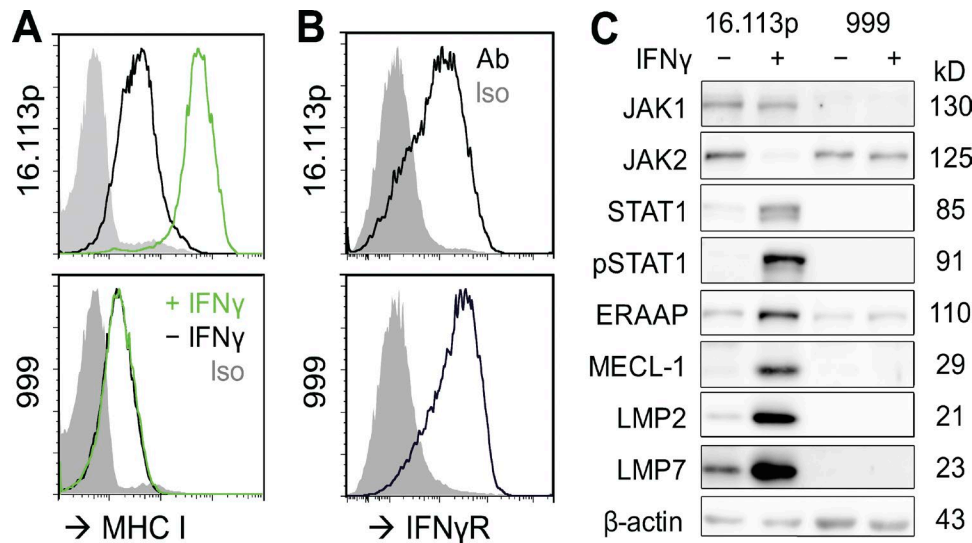 A
16.113p
999
+ IFNγ
– IFNγ
Iso
→ MHC I
B
16.113p
Ab
Iso
999
→ IFNγR
C
16.113p 999
IFNγ – + – + kD
JAK1 130
JAK2 125
STAT1 85
pSTAT1 91
ERAAP 110
MECL-1 29
LMP2 21
LMP7 23
β-actin 43